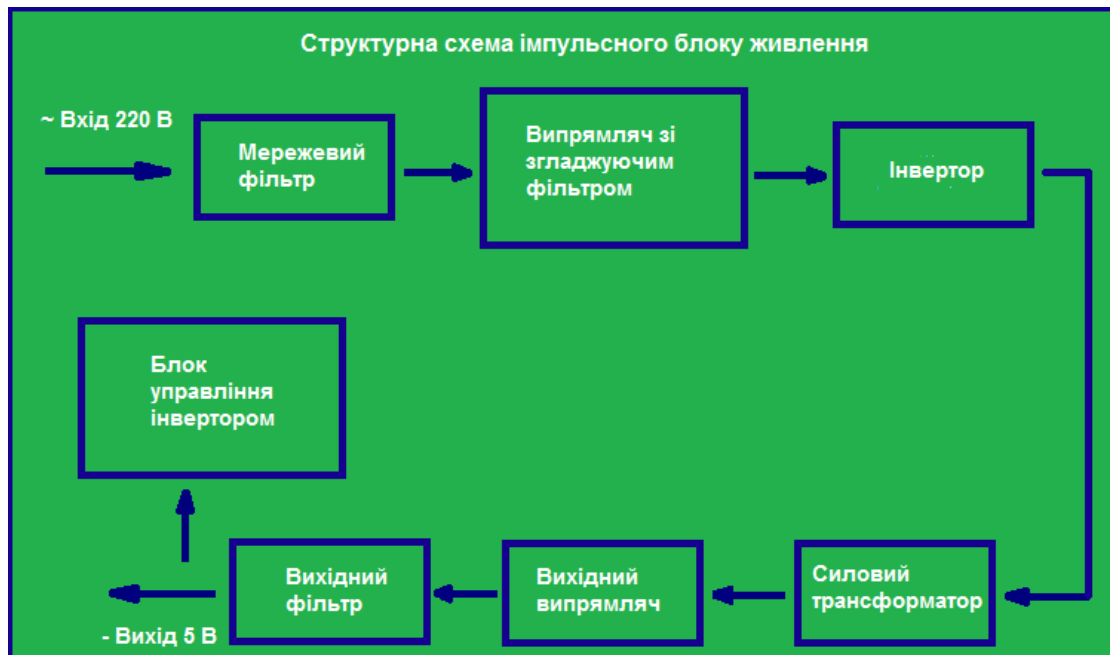 Структурна схема імпульсного блоку живлення
~ Вхід 220 В
Мережевий
фільтр
Випрямляч зі
згладжуючим
фільтром
Інвертор
Блок
управління
інвертором
Силовий
трансформатор
Вихідний
випрямляч
Вихідний
фільтр
- Вихід 5 В